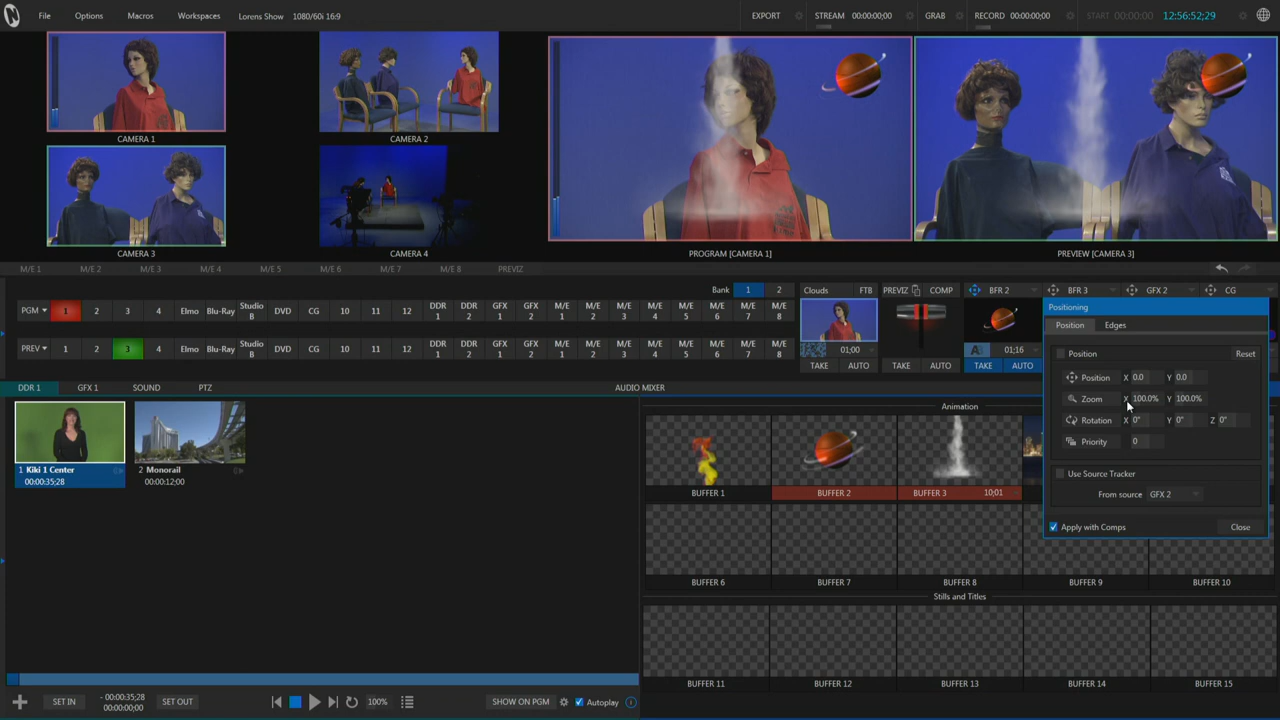 File Options Macros Workspaces Lorens Show 1080/60i 16:9 EXPORT STREAM 00:00:00;00 GRAB RECORD 00:00:00;00 START 00:00:00 12:56:52;29
CAMERA 1
CAMERA 2
CAMERA 3
CAMERA 4
PROGRAM [CAMERA 1]
PREVIEW [CAMERA 3]
M/E 1 M/E 2 M/E 3 M/E 4 M/E 5 M/E 6 M/E 7 M/E 8 PREVIZ
Bank 1 2
PGM 1 2 3 4 Elmo Blu-Ray Studio B DVD CG 10 11 12 DDR 1 DDR 2 GFX 1 GFX 2 M/E 1 M/E 2 M/E 3 M/E 4
PREV 1 2 3 4 Elmo Blu-Ray Studio B DVD CG 10 11 12 DDR 1 DDR 2 GFX 1 GFX 2 M/E 1 M/E 2 M/E 3 M/E 4
Clouds FTB PREVIZ COMP BFR 2 BFR 3 GFX 2 CG
01;00 01;16
TAKE AUTO TAKE AUTO TAKE AUTO
Positioning
Position Edges
Position Reset
Position X 0.0 Y 0.0
Zoom X 100.0% Y 100.0%
Rotation X 0° Y 0° Z 0°
Priority 0
Use Source Tracker
From source GFX 2
Apply with Comps Close
DDR 1 GFX 1 SOUND PTZ
1 Kiki 1 Center
00:00:35;28
2 Monorail
00:00:12;00
AUDIO MIXER
Animation
BUFFER 1 BUFFER 2 BUFFER 3 10;01
BUFFER 6 BUFFER 7 BUFFER 8 BUFFER 9 BUFFER 10
Stills and Titles
BUFFER 11 BUFFER 12 BUFFER 13 BUFFER 14 BUFFER 15
SET IN - 00:00:35;28
00:00:00;00 SET OUT 100% SHOW ON PGM Autoplay